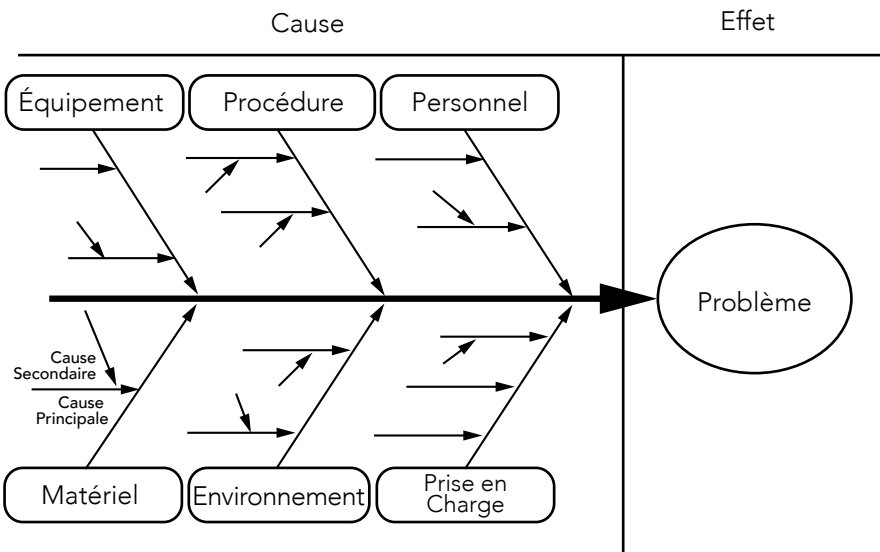 Cause
Effet
Équipement
Procédure
Personnel
Problème
Cause
Secondaire
Cause
Principale
Matériel
Environnement
Prise en
Charge